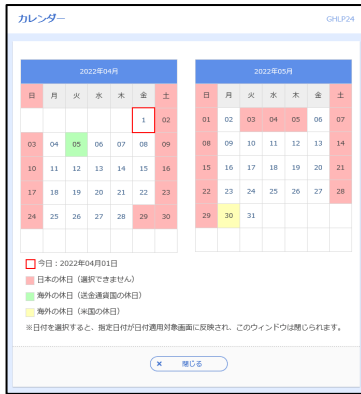 カレンダー GHLP24
2022年04月
日 月 火 水 木 金 土
1 02
03 04 05 06 07 08 09
10 11 12 13 14 15 16
17 18 19 20 21 22 23
24 25 26 27 28 29 30
2022年05月
日 月 火 水 木 金 土
01 02 03 04 05 06 07
08 09 10 11 12 13 14
15 16 17 18 19 20 21
22 23 24 25 26 27 28
29 30 31
今日：2022年04月01日
日本の休日（選択できません）
海外の休日（送金通貨国の休日）
海外の休日（米国の休日）
※日付を選択すると、指定日付が日付適用対象画面に反映され、このウィンドウは閉じられます。
× 閉じる